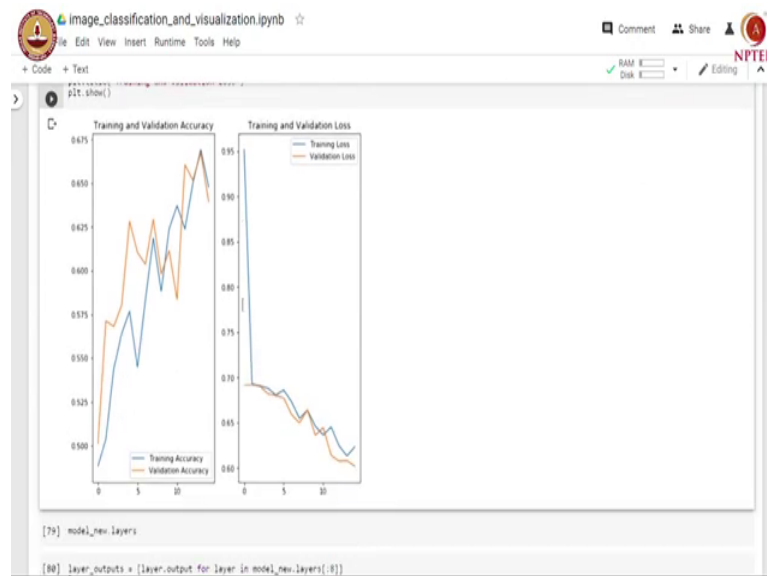 image_classification_and_visualization.ipynb
File Edit View Insert Runtime Tools Help
Comment Share
NPTEL
+ Code + Text
RAM
Disk
Editing
plt.show()
Training and Validation Accuracy
0.675
0.650
0.625
0.600
0.575
0.550
0.525
0.500
0 5 10
Training Accuracy
Validation Accuracy
Training and Validation Loss
0.95
0.90
0.85
0.80
0.75
0.70
0.65
0.60
0 5 10
Training Loss
Validation Loss
[79] model_new.layers
[80] layer_outputs = [layer.output for layer in model_new.layers[:8]]